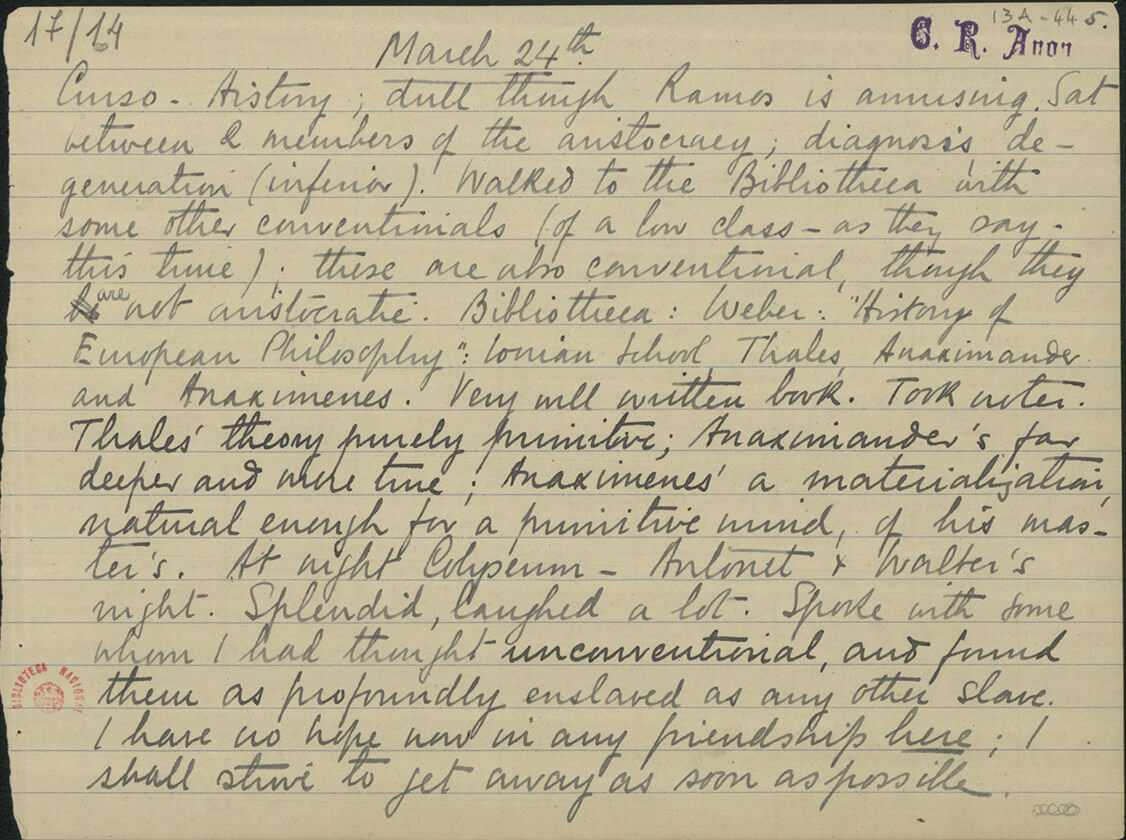 17/14
13A-44 5.
March 24th
C. R. Anon
Curso - History; dull though Ramos is amusing. Sat
between 2 members of the aristocracy; diagnosis, de-
generation (inferior). Walked to the Bibliotheca with
some other conventionals (of a low class - as they say -
this time); these are also conventional, though they
are not aristocratic. Bibliotheca: Weber: "History of
European Philosophy": Ionian School, Thales, Anaximander
and Anaximenes. Very well written book. Took notes.
Thales' theory purely primitive; Anaximander's far
deeper and more true; Anaximenes' a materialization,
natural enough for a primitive mind, of his mas-
ter's. At night Colyseum - Antonet & Walter's
night. Splendid, laughed a lot. Spoke with some
whom I had thought unconventional, and found
them as profoundly enslaved as any other slave.
I have no hope now in any friendship here; I
shall strive to get away as soon as possible.
BIBLIOTECA NACIONAL